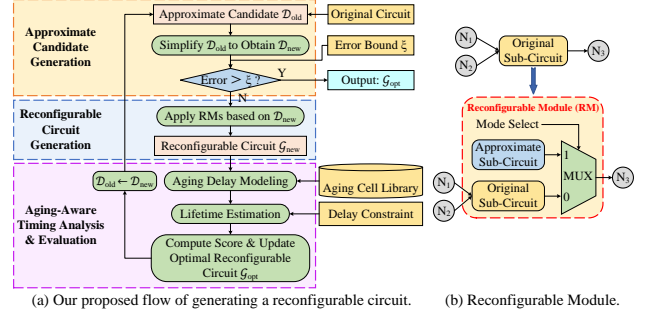 Approximate
Candidate
Generation
Approximate Candidate 𝒟old
Original Circuit
Simplify 𝒟old to Obtain 𝒟new
Error Bound ξ
Error > ξ ?
Y
Output: 𝒢opt
N
Reconfigurable
Circuit
Generation
Apply RMs based on 𝒟new
Reconfigurable Circuit 𝒢new
Aging-Aware
Timing Analysis
& Evaluation
𝒟old ← 𝒟new
Aging Delay Modeling
Aging Cell Library
Lifetime Estimation
Delay Constraint
Compute Score & Update
Optimal Reconfigurable
Circuit 𝒢opt
(a) Our proposed flow of generating a reconfigurable circuit.
N1
N2
Original
Sub-Circuit
N3
Reconfigurable Module (RM)
Mode Select
Approximate
Sub-Circuit
1
MUX
0
N1
N2
Original
Sub-Circuit
N3
(b) Reconfigurable Module.